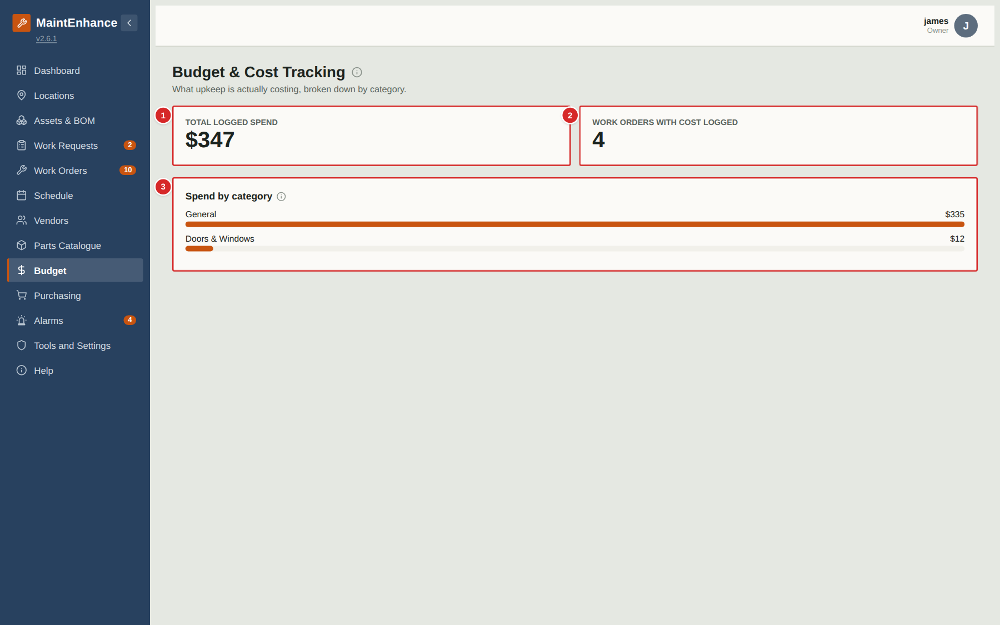 MaintEnhance
v2.6.1
Dashboard
Locations
Assets & BOM
Work Requests 2
Work Orders 10
Schedule
Vendors
Parts Catalogue
Budget
Purchasing
Alarms 4
Tools and Settings
Help
james
Owner
J
Budget & Cost Tracking
What upkeep is actually costing, broken down by category.
1
TOTAL LOGGED SPEND
$347
2
WORK ORDERS WITH COST LOGGED
4
3
Spend by category
General $335
Doors & Windows $12